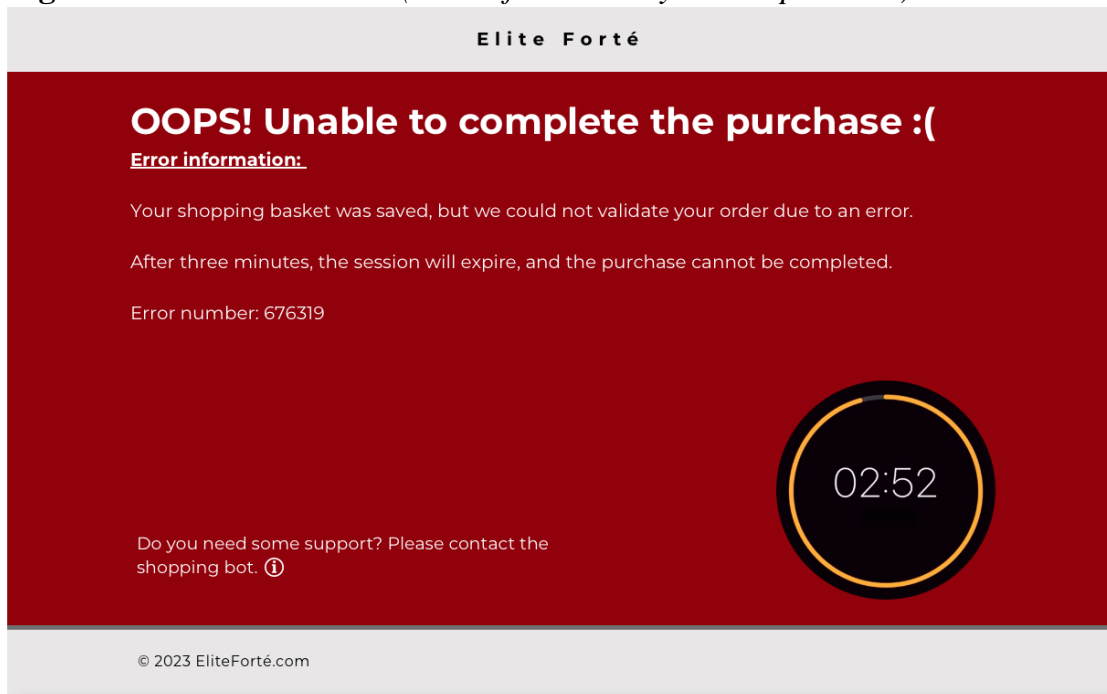 Elite Forté
OOPS! Unable to complete the purchase :(
Error information:
Your shopping basket was saved, but we could not validate your order due to an error.
After three minutes, the session will expire, and the purchase cannot be completed.
Error number: 676319
02:52
Do you need some support? Please contact the
shopping bot.
© 2023 EliteForté.com